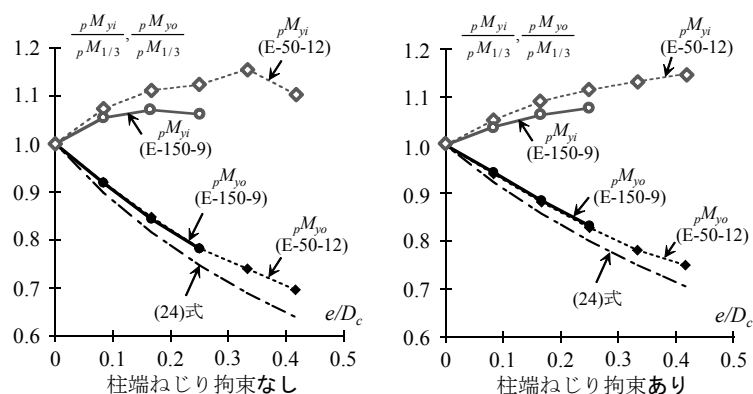 pMyi/pM1/3, pMyo/pM1/3
1.2
1.1
1.0
0.9
0.8
0.7
0.6
pMyi
(E-50-12)
pMyi
(E-150-9)
pMyo
(E-150-9)
pMyo
(E-50-12)
(24)式
e/Dc
0 0.1 0.2 0.3 0.4 0.5
柱端ねじり拘束なし
pMyi/pM1/3, pMyo/pM1/3
1.2
1.1
1.0
0.9
0.8
0.7
0.6
pMyi
(E-50-12)
pMyi
(E-150-9)
pMyo
(E-150-9)
pMyo
(E-50-12)
(24)式
e/Dc
0 0.1 0.2 0.3 0.4 0.5
柱端ねじり拘束あり